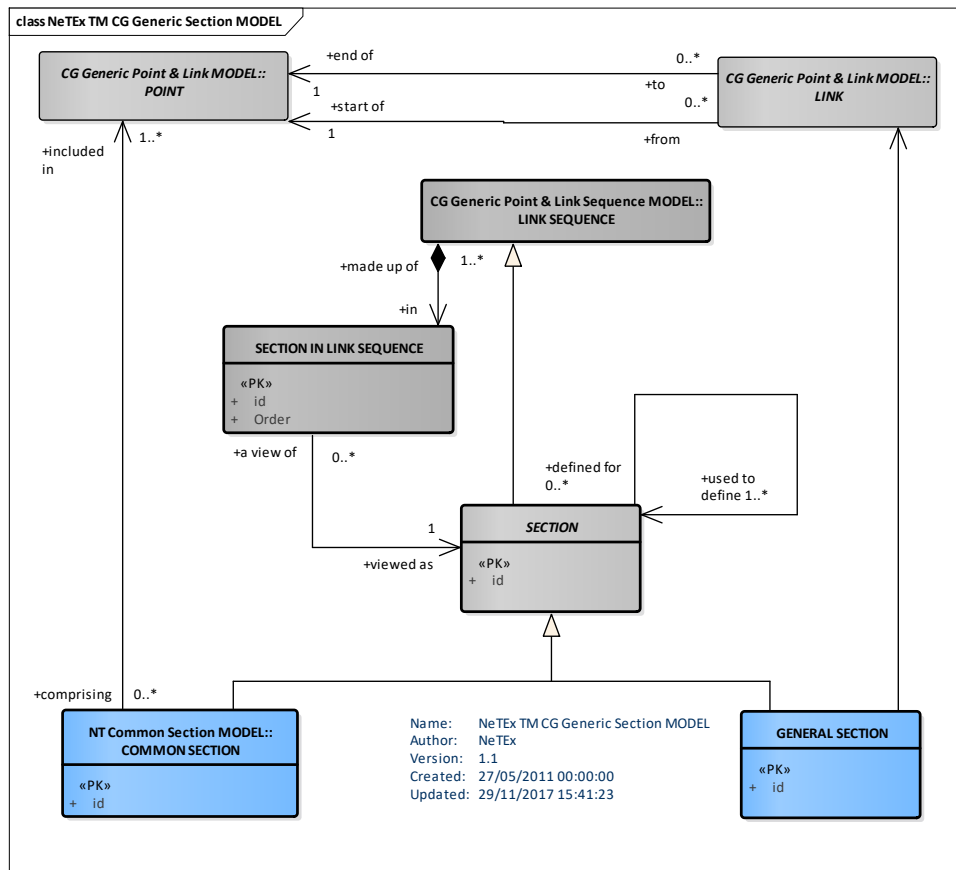 class NeTEx TM CG Generic Section MODEL
CG Generic Point & Link MODEL::
POINT
+end of
1
0..*
+to
CG Generic Point & Link MODEL::
LINK
+start of
1
0..*
+from
+included
in
1..*
CG Generic Point & Link Sequence MODEL::
LINK SEQUENCE
+made up of
1..*
+in
SECTION IN LINK SEQUENCE
«PK»
+ id
+ Order
+a view of
0..*
+defined for
0..*
+used to
define 1..*
1
+viewed as
SECTION
«PK»
+ id
+comprising
0..*
NT Common Section MODEL::
COMMON SECTION
«PK»
+ id
Name: NeTEx TM CG Generic Section MODEL
Author: NeTEx
Version: 1.1
Created: 27/05/2011 00:00:00
Updated: 29/11/2017 15:41:23
GENERAL SECTION
«PK»
+ id